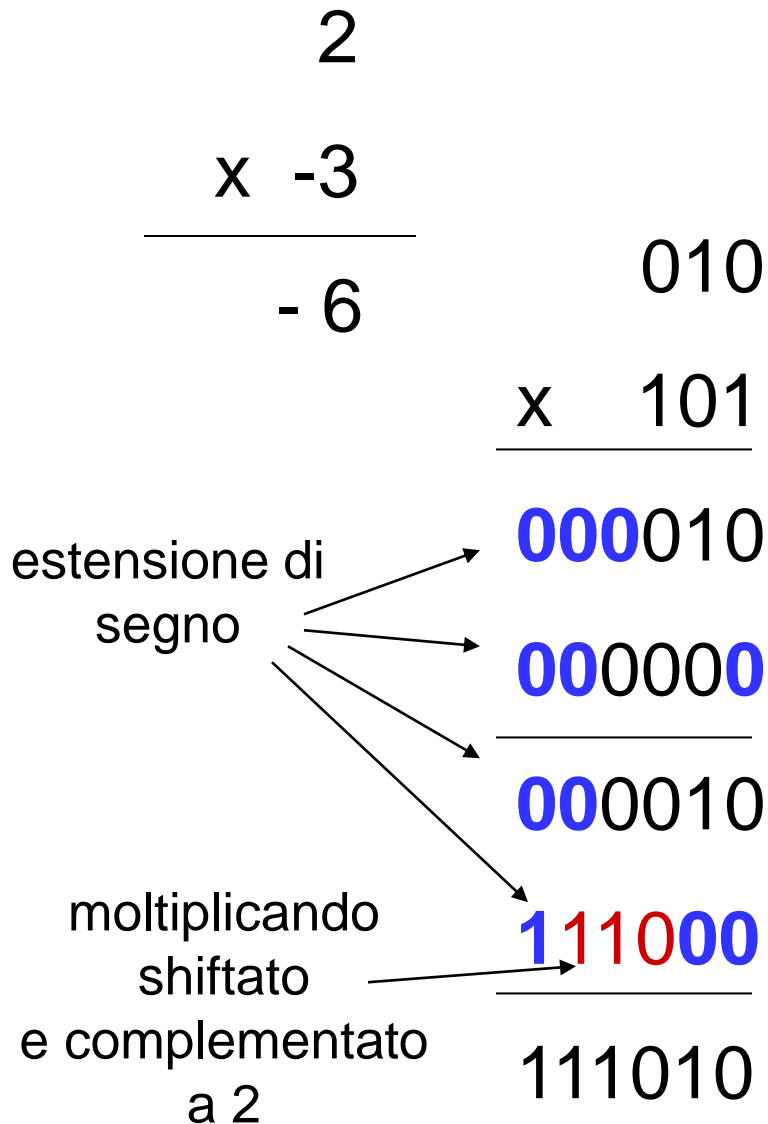 2
x -3
- 6
010
x 101
000010
000000
000010
111000
111010
estensione di
segno
moltiplicando
shiftato
e complementato
a 2